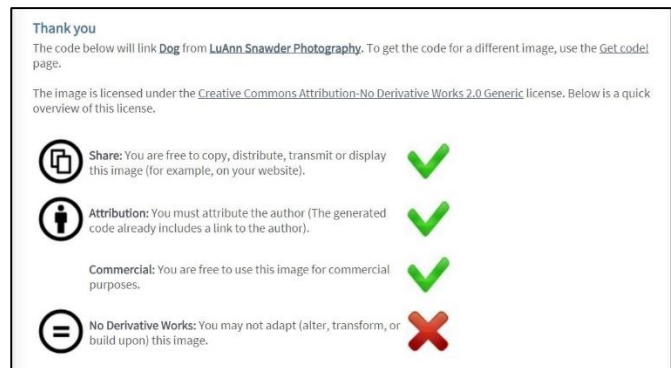 Thank you
The code below will link Dog from LuAnn Snawder Photography. To get the code for a different image, use the Get code!
page.
The image is licensed under the Creative Commons Attribution-No Derivative Works 2.0 Generic license. Below is a quick
overview of this license.
Share: You are free to copy, distribute, transmit or display
this image (for example, on your website).
Attribution: You must attribute the author (The generated
code already includes a link to the author).
Commercial: You are free to use this image for commercial
purposes.
No Derivative Works: You may not adapt (alter, transform, or
build upon) this image.